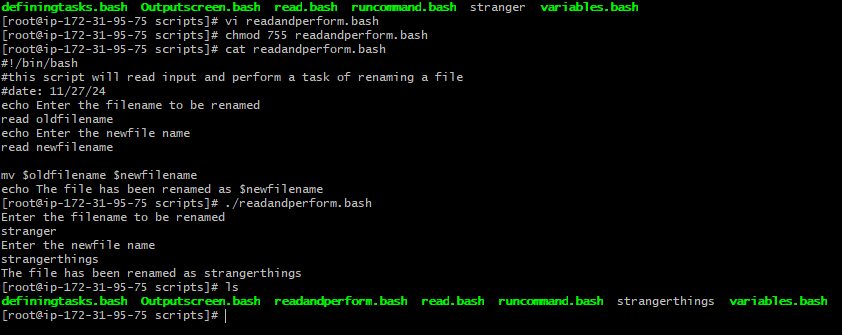 definingtasks.bash Outputscreen.bash read.bash runcommand.bash stranger variables.bash
[root@ip-172-31-95-75 scripts]# vi readandperform.bash
[root@ip-172-31-95-75 scripts]# chmod 755 readandperform.bash
[root@ip-172-31-95-75 scripts]# cat readandperform.bash
#!/bin/bash
#this script will read input and perform a task of renaming a file
#date: 11/27/24
echo Enter the filename to be renamed
read oldfilename
echo Enter the newfile name
read newfilename

mv $oldfilename $newfilename
echo The file has been renamed as $newfilename
[root@ip-172-31-95-75 scripts]# ./readandperform.bash
Enter the filename to be renamed
stranger
Enter the newfile name
strangerthings
The file has been renamed as strangerthings
[root@ip-172-31-95-75 scripts]# ls
definingtasks.bash Outputscreen.bash readandperform.bash read.bash runcommand.bash strangerthings variables.bash
[root@ip-172-31-95-75 scripts]#